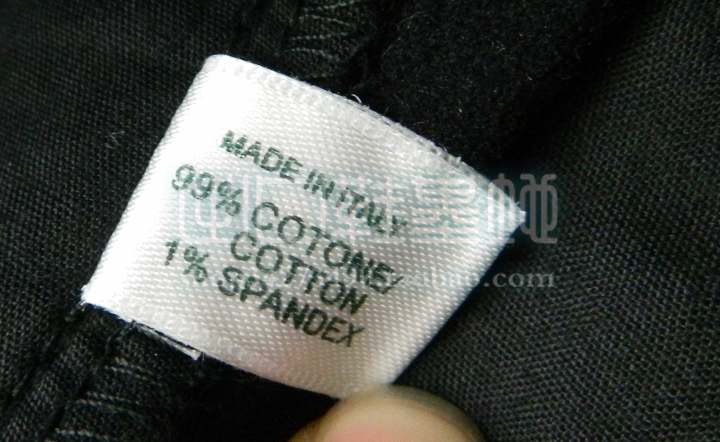 MADE IN ITALY
99% COTONE/
COTTON
1% SPANDEX